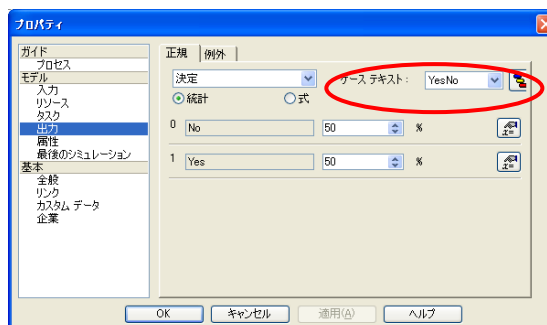 プロパティ
ガイド
プロセス
モデル
入力
リソース
タスク
出力
属性
最後のシミュレーション
基本
全般
リンク
カスタム データ
企業
正規
例外
決定
ケース テキスト:
YesNo
統計
式
0 No 50 %
1 Yes 50 %
OK
キャンセル
適用(A)
ヘルプ